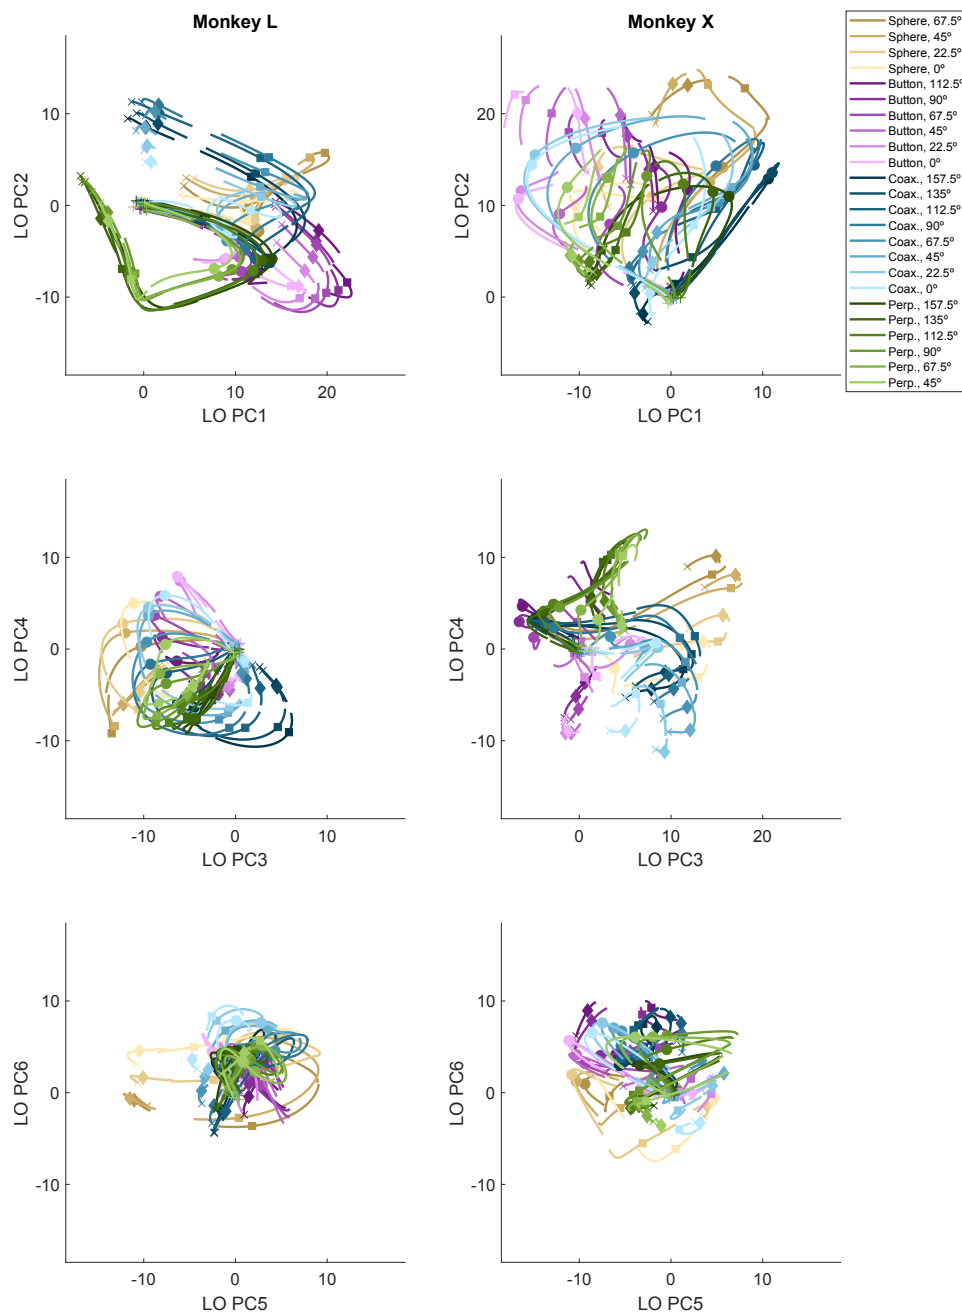 Monkey L
Monkey X
Sphere, 67.5º
Sphere, 45º
Sphere, 22.5º
Sphere, 0º
Button, 112.5º
Button, 90º
Button, 67.5º
Button, 45º
Button, 22.5º
Button, 0º
Coax., 157.5º
Coax., 135º
Coax., 112.5º
Coax., 90º
Coax., 67.5º
Coax., 45º
Coax., 22.5º
Coax., 0º
Perp., 157.5º
Perp., 135º
Perp., 112.5º
Perp., 90º
Perp., 67.5º
Perp., 45º
10
0
-10
LO PC2
0
10
20
LO PC1
20
10
0
LO PC2
-10
0
10
LO PC1
10
0
-10
LO PC4
-10
0
10
LO PC3
10
0
-10
LO PC4
0
10
20
LO PC3
10
0
-10
LO PC6
-10
0
10
LO PC5
10
0
-10
LO PC6
-10
0
10
LO PC5